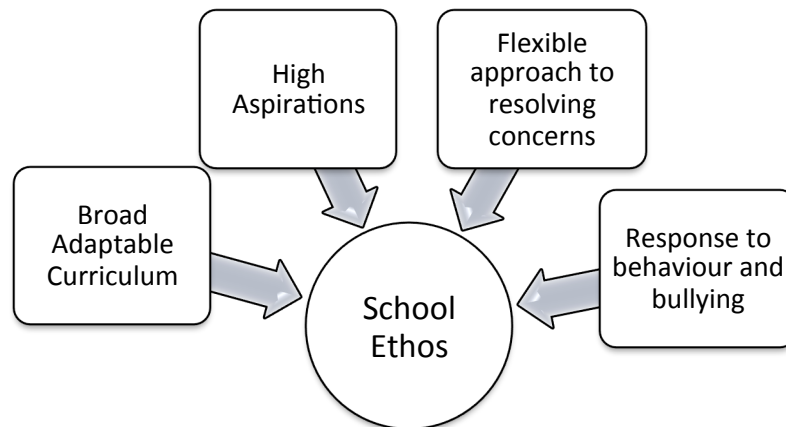 Broad
Adaptable
Curriculum
High
Aspirations
Flexible
approach to
resolving
concerns
Response to
behaviour and
bullying
School
Ethos